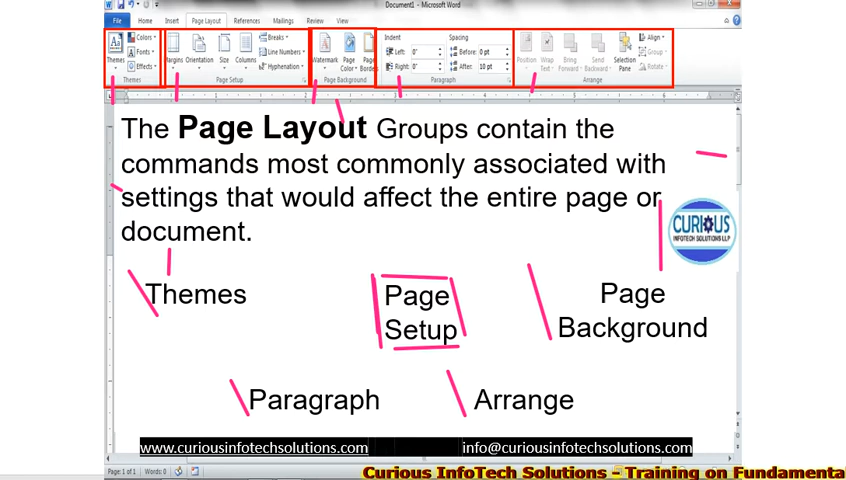 Document1 - Microsoft Word
File Home Insert Page Layout References Mailings Review View
Colors Breaks Indent Spacing Align
Themes Fonts Margins Orientation Size Columns Line Numbers Watermark Page Color Page Left: 0" Before: 0 pt Position Wrap Text Bring Forward Send Backward Selection Pane Group
Effects Hyphenation Right: 0" After: 10 pt Rotate
Themes Page Setup Page Background Paragraph Arrange
The Page Layout Groups contain the
commands most commonly associated with
settings that would affect the entire page or
document.
CURIOUS
INFOTECH SOLUTIONS LLP
Themes
Page
Setup
Page
Background
Paragraph
Arrange
www.curiousinfotechsolutions.com info@curiousinfotechsolutions.com
Page: 1 of 1 Words: 0
Curious InfoTech Solutions – Training on Fundamenta